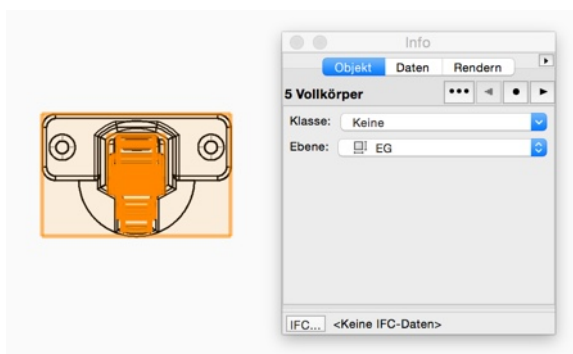 Info
Objekt Daten Rendern
5 Vollkörper
Klasse: Keine
Ebene: EG
IFC... <Keine IFC-Daten>